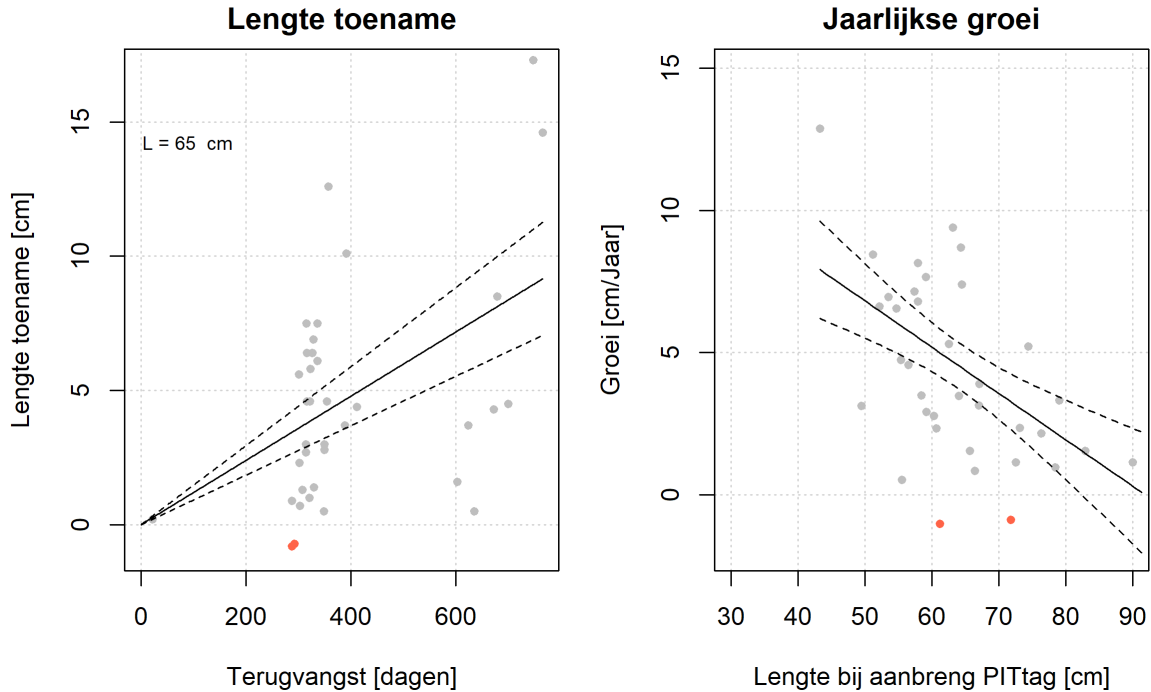 Lengte toename
Lengte toename [cm]
15
10
5
0
L = 65  cm
0 200 400 600
Terugvangst [dagen]
Jaarlijkse groei
Groei [cm/Jaar]
15
10
5
0
30 40 50 60 70 80 90
Lengte bij aanbreng PITtag [cm]